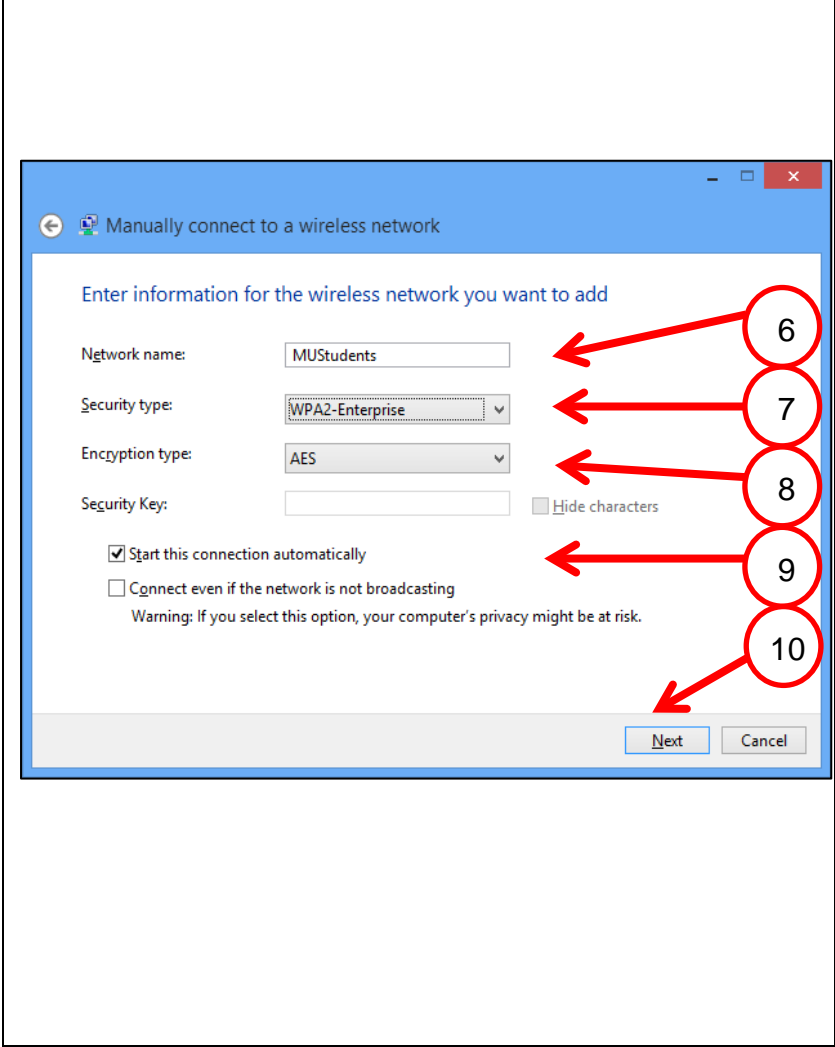 Manually connect to a wireless network
Enter information for the wireless network you want to add
6
Network name: MUStudents
Security type: WPA2-Enterprise
7
Encryption type: AES
8
Security Key: Hide characters
Start this connection automatically
9
Connect even if the network is not broadcasting
Warning: If you select this option, your computer's privacy might be at risk.
10
Next Cancel